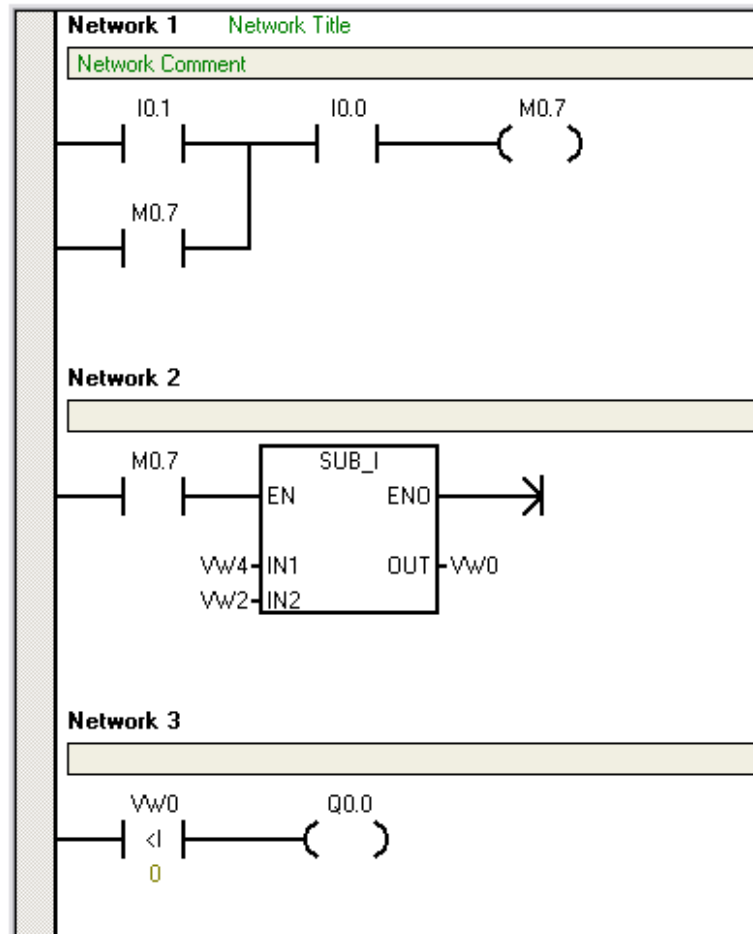 Network 1 Network Title
Network Comment
I0.1 I0.0 M0.7
M0.7
Network 2
M0.7 SUB_I
EN ENO
VW4 IN1 OUT VW0
VW2 IN2
Network 3
VW0 Q0.0
<I
0